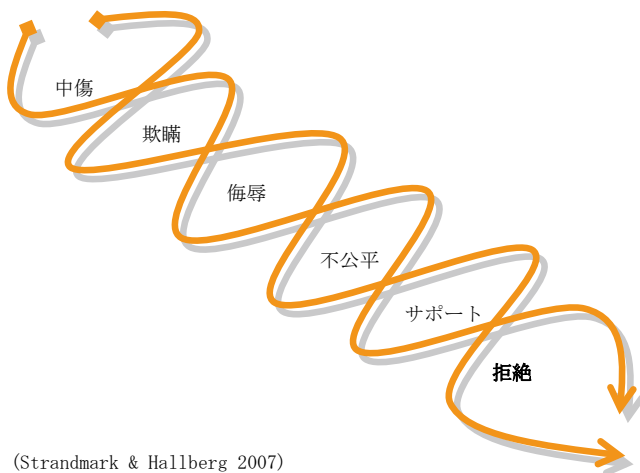 中傷
欺瞞
侮辱
不公平
サポート
拒絶
(Strandmark & Hallberg 2007)